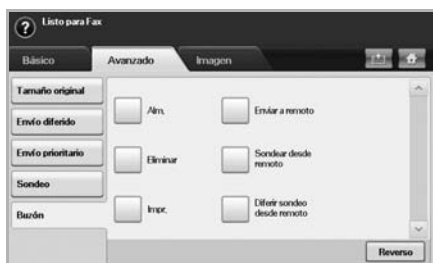 Listo para Fax
Básico Avanzado Imagen
Tamaño original
Envío diferido
Envío prioritario
Sondeo
Buzón
Alm. Enviar a remoto
Eliminar Sondear desde
remoto
Impr. Diferir sondeo
desde remoto
Reverso